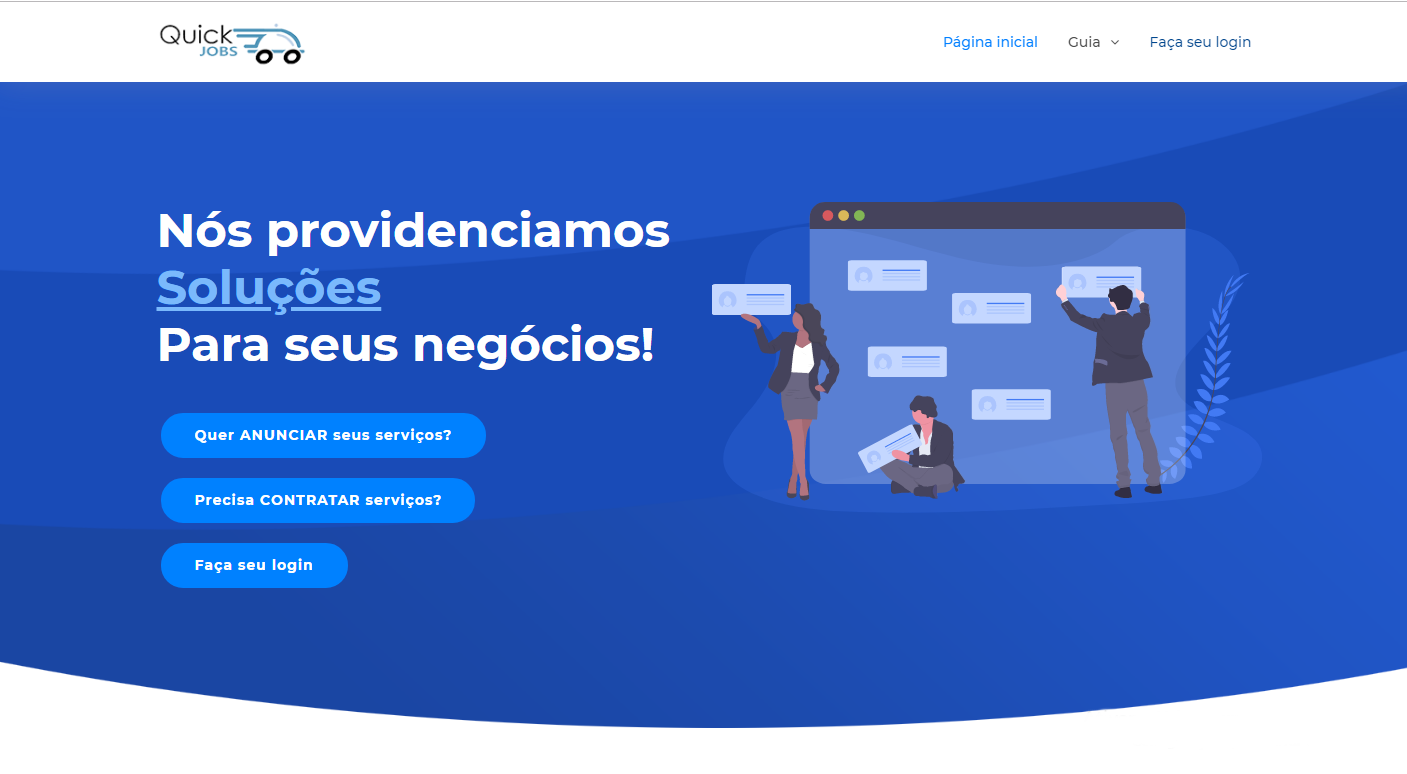 Quick
JOBS
Página inicial
Guia
Faça seu login
Nós providenciamos
Soluções
Para seus negócios!
Quer ANUNCIAR seus serviços?
Precisa CONTRATAR serviços?
Faça seu login